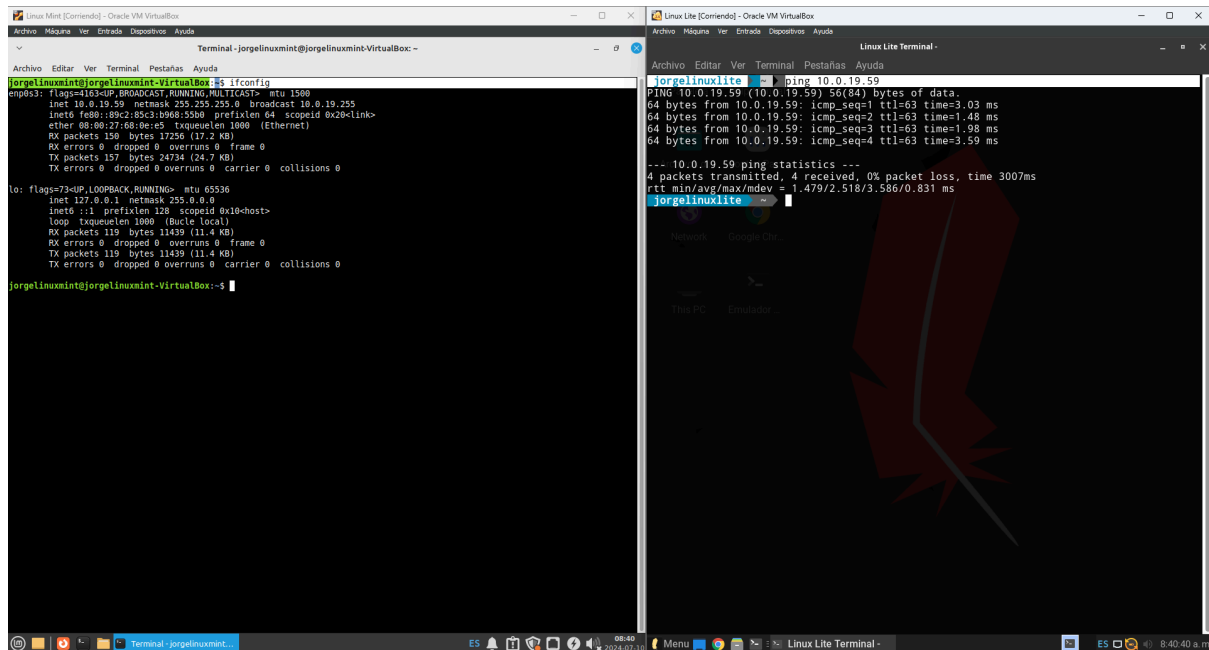 Linux Mint [Corriendo] - Oracle VM VirtualBox
Archivo Máquina Ver Entrada Dispositivos Ayuda
Terminal - jorgelinuxmint@jorgelinuxmint-VirtualBox: ~
Archivo Editar Ver Terminal Pestañas Ayuda
jorgelinuxmint@jorgelinuxmint-VirtualBox:~$ ifconfig
enp0s3: flags=4163<UP,BROADCAST,RUNNING,MULTICAST> mtu 1500
inet 10.0.19.59 netmask 255.255.255.0 broadcast 10.0.19.255
inet6 fe80::89c2:85c3:b968:55b0 prefixlen 64 scopeid 0x20<link>
ether 08:00:27:68:0e:e5 txqueuelen 1000 (Ethernet)
RX packets 150 bytes 17256 (17.2 KB)
RX errors 0 dropped 0 overruns 0 frame 0
TX packets 157 bytes 24734 (24.7 KB)
TX errors 0 dropped 0 overruns 0 carrier 0 collisions 0
lo: flags=73<UP,LOOPBACK,RUNNING> mtu 65536
inet 127.0.0.1 netmask 255.0.0.0
inet6 ::1 prefixlen 128 scopeid 0x10<host>
loop txqueuelen 1000 (Bucle local)
RX packets 119 bytes 11439 (11.4 KB)
RX errors 0 dropped 0 overruns 0 frame 0
TX packets 119 bytes 11439 (11.4 KB)
TX errors 0 dropped 0 overruns 0 carrier 0 collisions 0
jorgelinuxmint@jorgelinuxmint-VirtualBox:~$
Terminal - jorgelinuxmint...
ES
08:40
2024-07-10
Linux Lite [Corriendo] - Oracle VM VirtualBox
Archivo Máquina Ver Entrada Dispositivos Ayuda
Linux Lite Terminal -
Archivo Editar Ver Terminal Pestañas Ayuda
jorgelinuxlite ~ ping 10.0.19.59
PING 10.0.19.59 (10.0.19.59) 56(84) bytes of data.
64 bytes from 10.0.19.59: icmp_seq=1 ttl=63 time=3.03 ms
64 bytes from 10.0.19.59: icmp_seq=2 ttl=63 time=1.48 ms
64 bytes from 10.0.19.59: icmp_seq=3 ttl=63 time=1.98 ms
64 bytes from 10.0.19.59: icmp_seq=4 ttl=63 time=3.59 ms
--- 10.0.19.59 ping statistics ---
4 packets transmitted, 4 received, 0% packet loss, time 3007ms
rtt min/avg/max/mdev = 1.479/2.518/3.586/0.831 ms
jorgelinuxlite ~
Network Google Chr...
This PC Emulador ...
Menu
Linux Lite Terminal -
ES
8:40:40 a. m